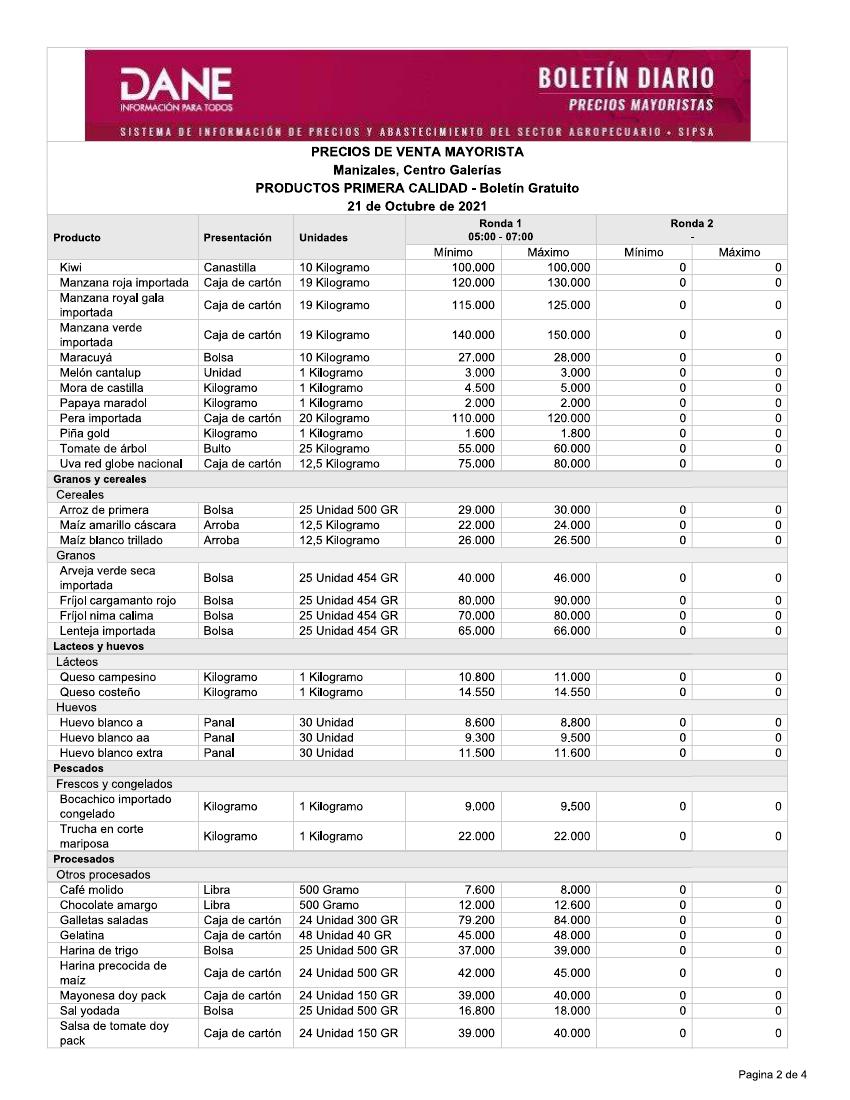 DANE
INFORMACIÓN PARA TODOS
BOLETÍN DIARIO
PRECIOS MAYORISTAS
SISTEMA DE INFORMACIÓN DE PRECIOS Y ABASTECIMIENTO DEL SECTOR AGROPECUARIO • SIPSA
PRECIOS DE VENTA MAYORISTA
Manizales, Centro Galerías
PRODUCTOS PRIMERA CALIDAD - Boletín Gratuito
21 de Octubre de 2021
Producto Presentación Unidades Ronda 1 Ronda 2
05:00 - 07:00 -
Mínimo Máximo Mínimo Máximo
Kiwi Canastilla 10 Kilogramo 100.000 100.000 0 0
Manzana roja importada Caja de cartón 19 Kilogramo 120.000 130.000 0 0
Manzana royal gala
importada Caja de cartón 19 Kilogramo 115.000 125.000 0 0
Manzana verde
importada Caja de cartón 19 Kilogramo 140.000 150.000 0 0
Maracuyá Bolsa 10 Kilogramo 27.000 28.000 0 0
Melón cantalup Unidad 1 Kilogramo 3.000 3.000 0 0
Mora de castilla Kilogramo 1 Kilogramo 4.500 5.000 0 0
Papaya maradol Kilogramo 1 Kilogramo 2.000 2.000 0 0
Pera importada Caja de cartón 20 Kilogramo 110.000 120.000 0 0
Piña gold Kilogramo 1 Kilogramo 1.600 1.800 0 0
Tomate de árbol Bulto 25 Kilogramo 55.000 60.000 0 0
Uva red globe nacional Caja de cartón 12,5 Kilogramo 75.000 80.000 0 0
Granos y cereales
Cereales
Arroz de primera Bolsa 25 Unidad 500 GR 29.000 30.000 0 0
Maíz amarillo cáscara Arroba 12,5 Kilogramo 22.000 24.000 0 0
Maíz blanco trillado Arroba 12,5 Kilogramo 26.000 26.500 0 0
Granos
Arveja verde seca
importada Bolsa 25 Unidad 454 GR 40.000 46.000 0 0
Fríjol cargamanto rojo Bolsa 25 Unidad 454 GR 80.000 90.000 0 0
Fríjol nima calima Bolsa 25 Unidad 454 GR 70.000 80.000 0 0
Lenteja importada Bolsa 25 Unidad 454 GR 65.000 66.000 0 0
Lacteos y huevos
Lácteos
Queso campesino Kilogramo 1 Kilogramo 10.800 11.000 0 0
Queso costeño Kilogramo 1 Kilogramo 14.550 14.550 0 0
Huevos
Huevo blanco a Panal 30 Unidad 8.600 8.800 0 0
Huevo blanco aa Panal 30 Unidad 9.300 9.500 0 0
Huevo blanco extra Panal 30 Unidad 11.500 11.600 0 0
Pescados
Frescos y congelados
Bocachico importado
congelado Kilogramo 1 Kilogramo 9.000 9.500 0 0
Trucha en corte
mariposa Kilogramo 1 Kilogramo 22.000 22.000 0 0
Procesados
Otros procesados
Café molido Libra 500 Gramo 7.600 8.000 0 0
Chocolate amargo Libra 500 Gramo 12.000 12.600 0 0
Galletas saladas Caja de cartón 24 Unidad 300 GR 79.200 84.000 0 0
Gelatina Caja de cartón 48 Unidad 40 GR 45.000 48.000 0 0
Harina de trigo Bolsa 25 Unidad 500 GR 37.000 39.000 0 0
Harina precocida de
maíz Caja de cartón 24 Unidad 500 GR 42.000 45.000 0 0
Mayonesa doy pack Caja de cartón 24 Unidad 150 GR 39.000 40.000 0 0
Sal yodada Bolsa 25 Unidad 500 GR 16.800 18.000 0 0
Salsa de tomate doy
pack Caja de cartón 24 Unidad 150 GR 39.000 40.000 0 0
Pagina 2 de 4